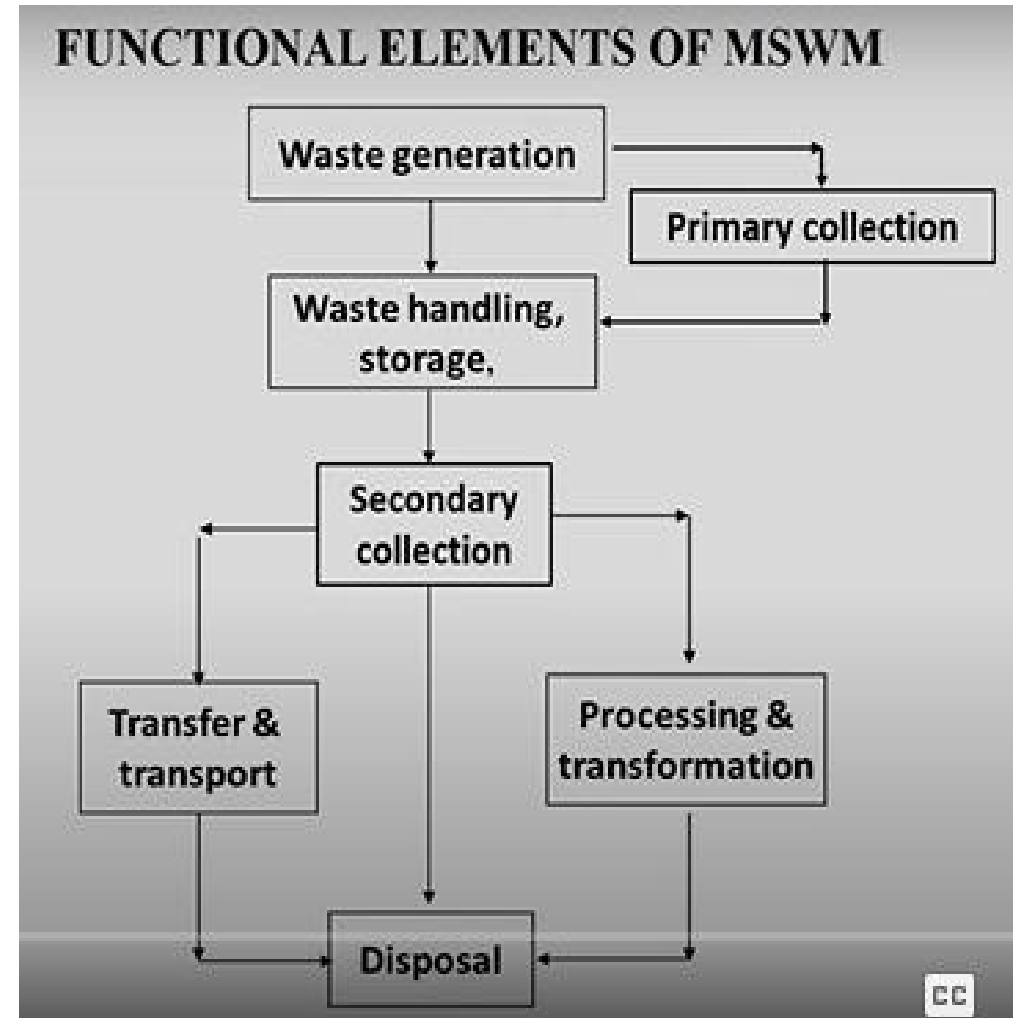 FUNCTIONAL ELEMENTS OF MSWM
Waste generation
Primary collection
Waste handling,
storage,
Secondary
collection
Transfer &
transport
Processing &
transformation
Disposal
CC